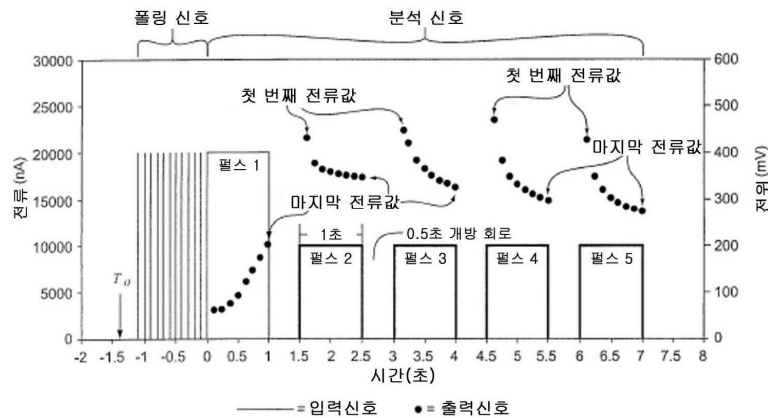 폴링 신호
분석 신호
30000
25000
20000
15000
10000
5000
0
전류(nA)
600
500
400
300
200
100
0
전위(mV)
첫 번째 전류값
첫 번째 전류값
마지막 전류값
마지막 전류값
펄스 1
1초
0.5초 개방 회로
펄스 2
펄스 3
펄스 4
펄스 5
T₀
-2 -1.5 -1 -0.5 0 0.5 1 1.5 2 2.5 3 3.5 4 4.5 5 5.5 6 6.5 7 7.5 8
시간(초)
= 입력신호
= 출력신호